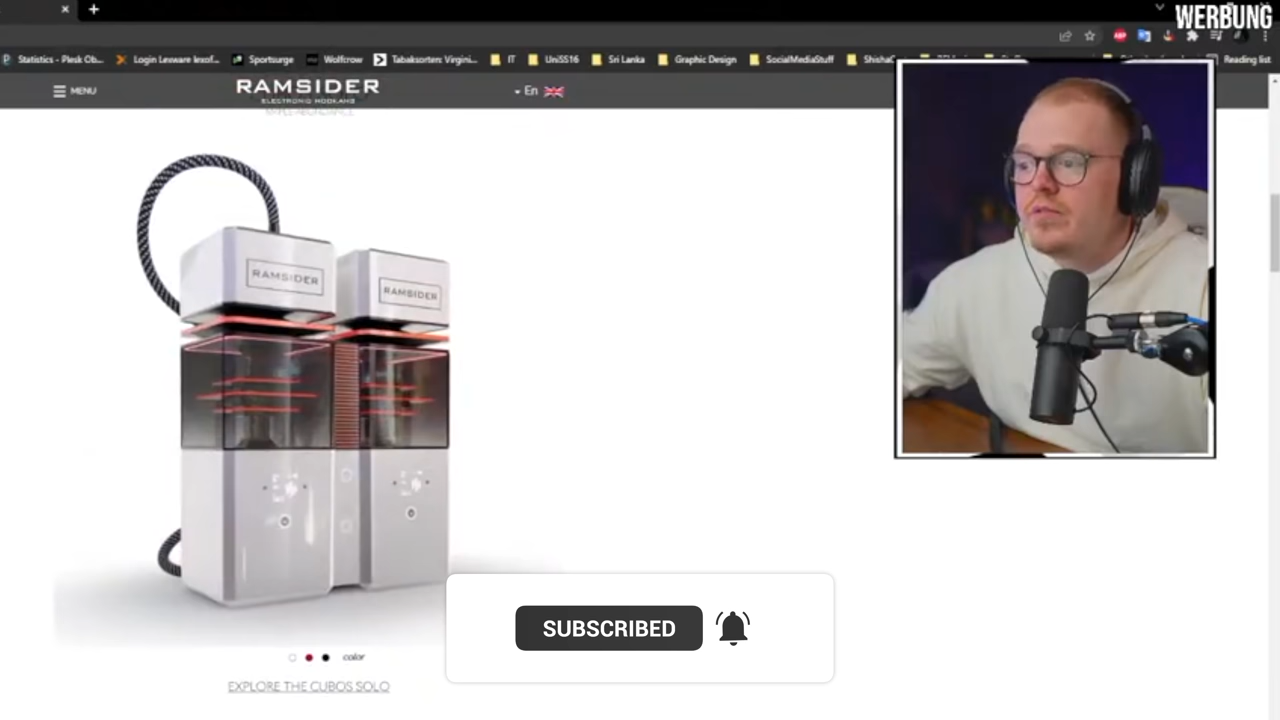 WERBUNG
Statistics - Plesk Ob...
Login Lexware lexof...
Sportsurge
Wolfcrow
Tabaksorten: Virgini...
IT
UniSS16
Sri Lanka
Graphic Design
SocialMediaStuff
Reading list
MENU
RAMSIDER
ELECTRONIC HOOKAHS
En
RAMSIDER
RAMSIDER
color
EXPLORE THE CUBOS SOLO
SUBSCRIBED